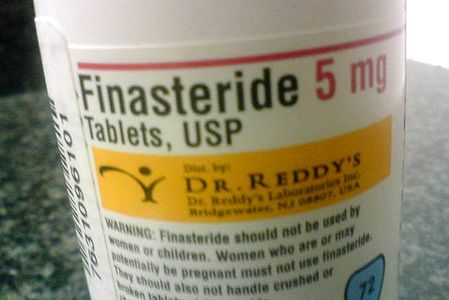 Finasteride 5 mg
Tablets, USP
Dist. by:
DR. REDDY'S
Dr. Reddy's Laboratories Inc.
Bridgewater, NJ 08807, USA
WARNING: Finasteride should not be used by
women or children. Women who are or may
potentially be pregnant must not use finasteride.
They should also not handle crushed or
broken
72